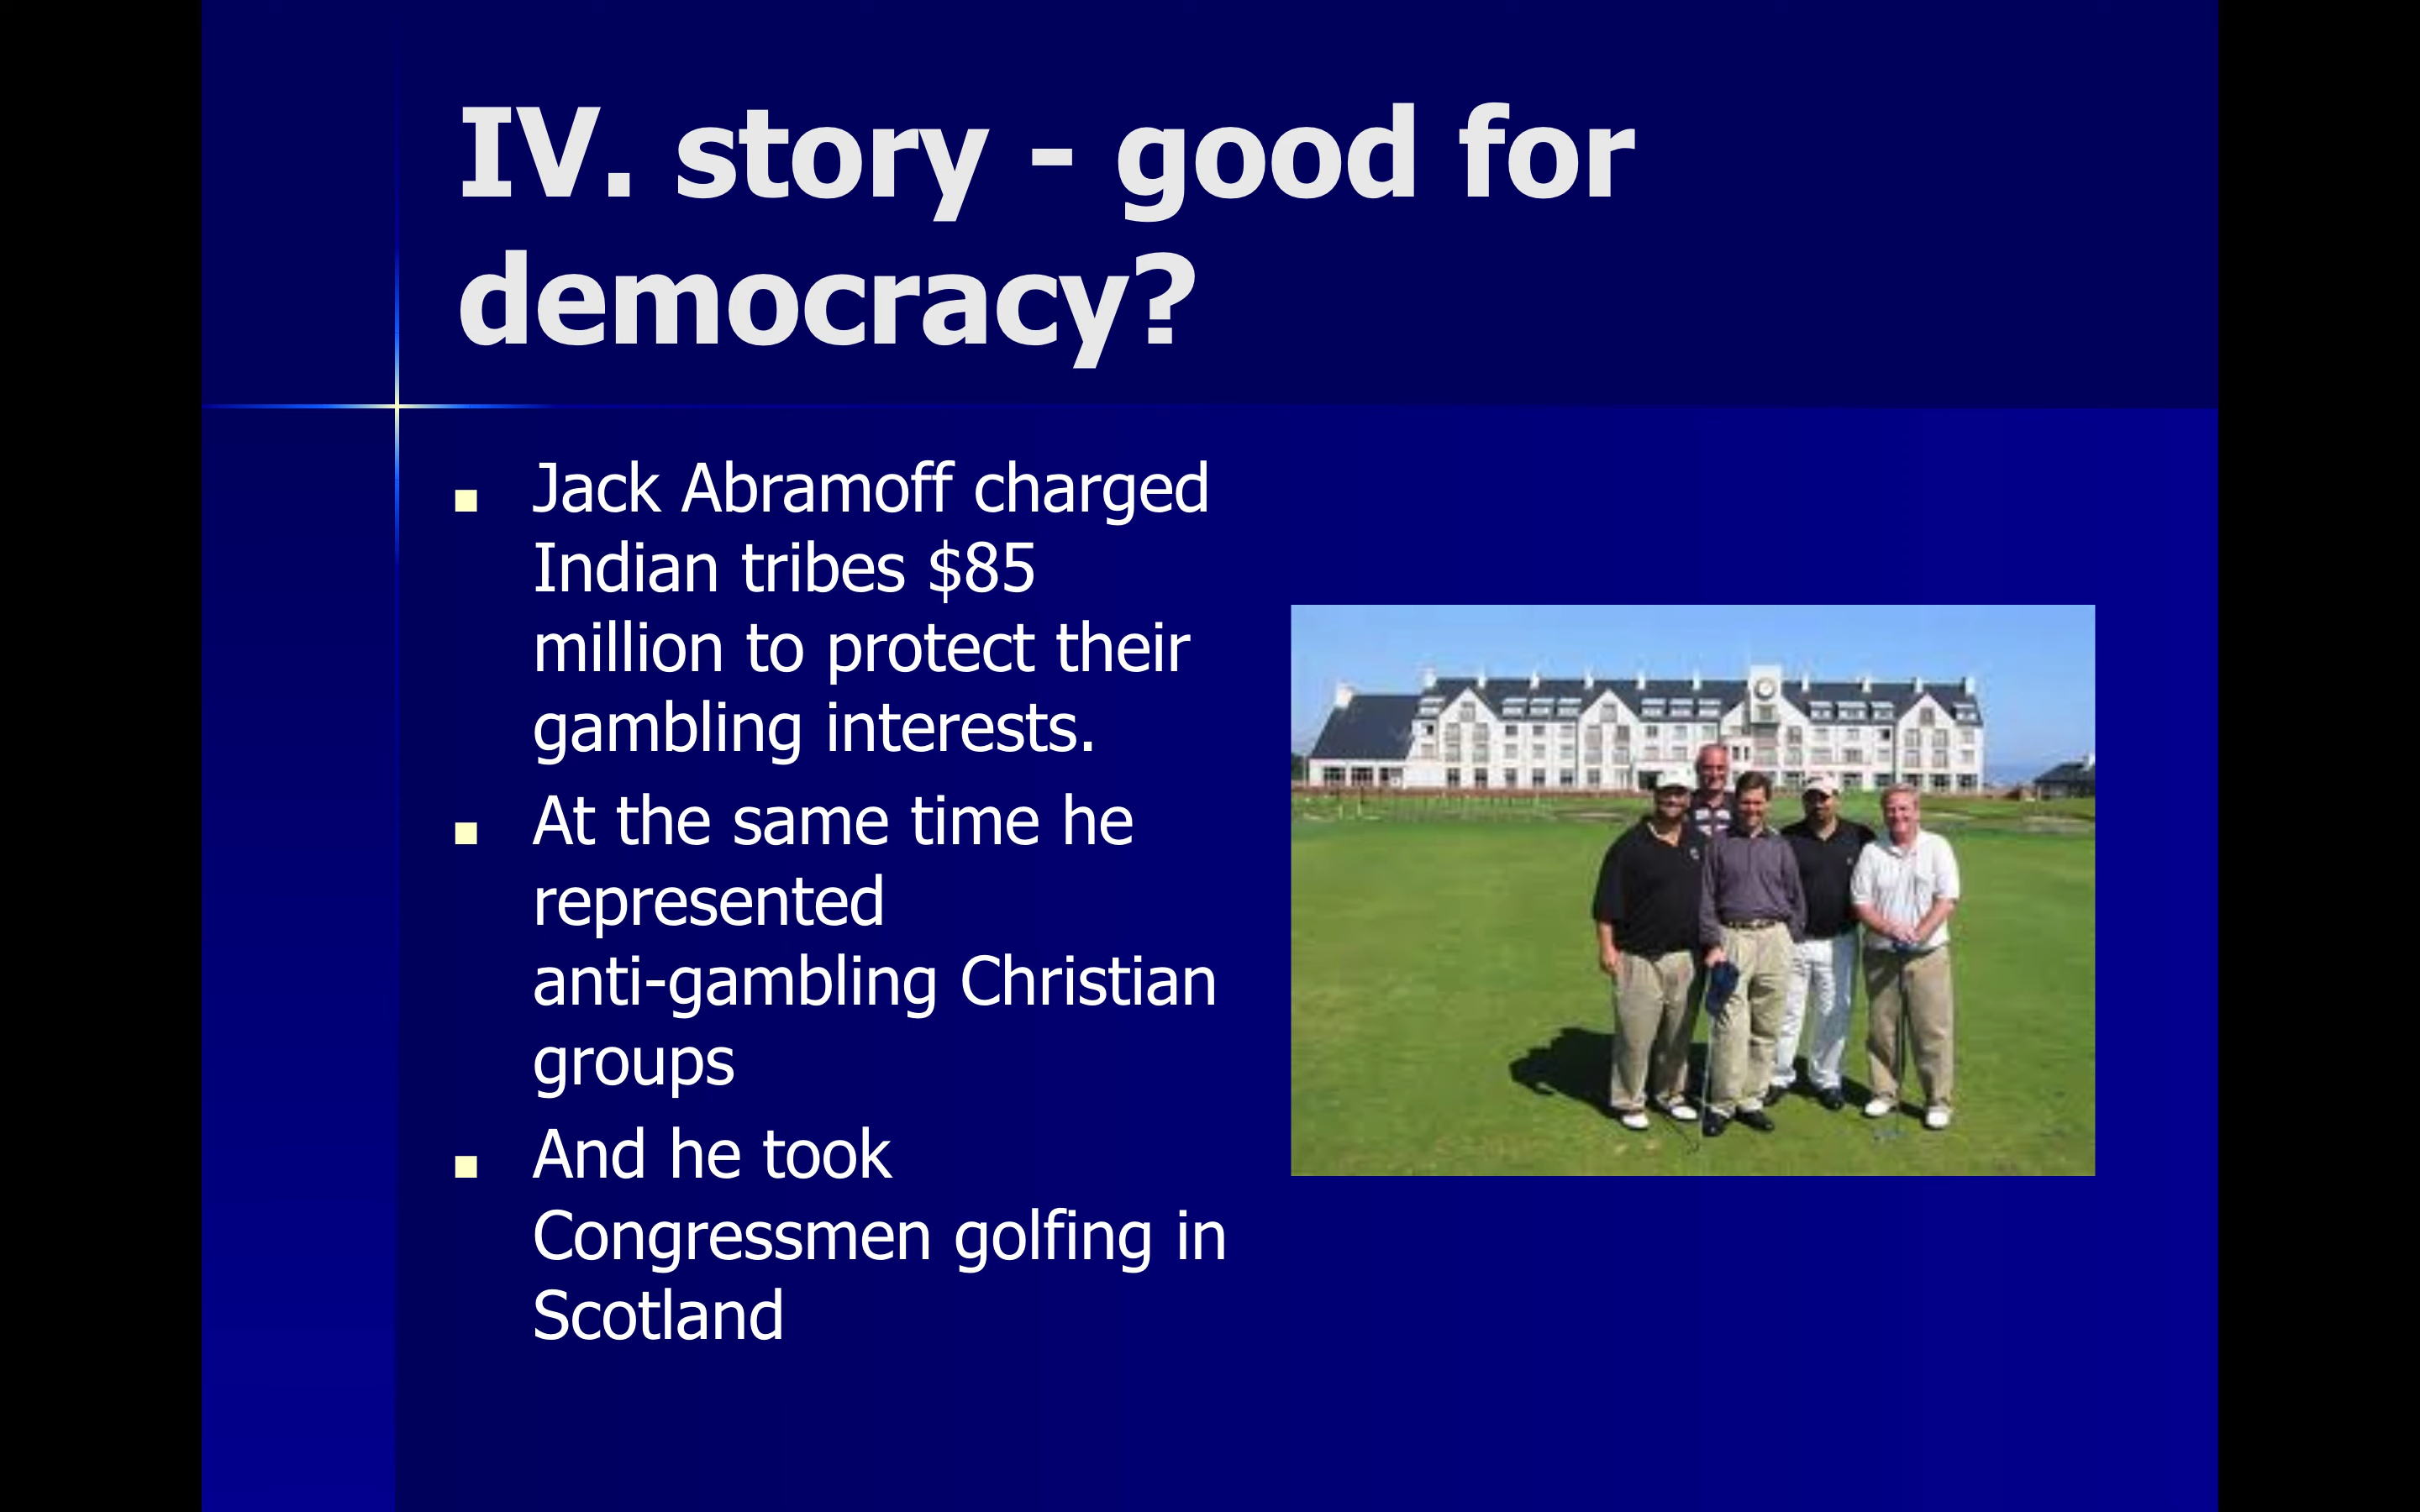 IV. story - good for
democracy?
Jack Abramoff charged
Indian tribes $85
million to protect their
gambling interests.
At the same time he
represented
anti-gambling Christian
groups
And he took
Congressmen golfing in
Scotland